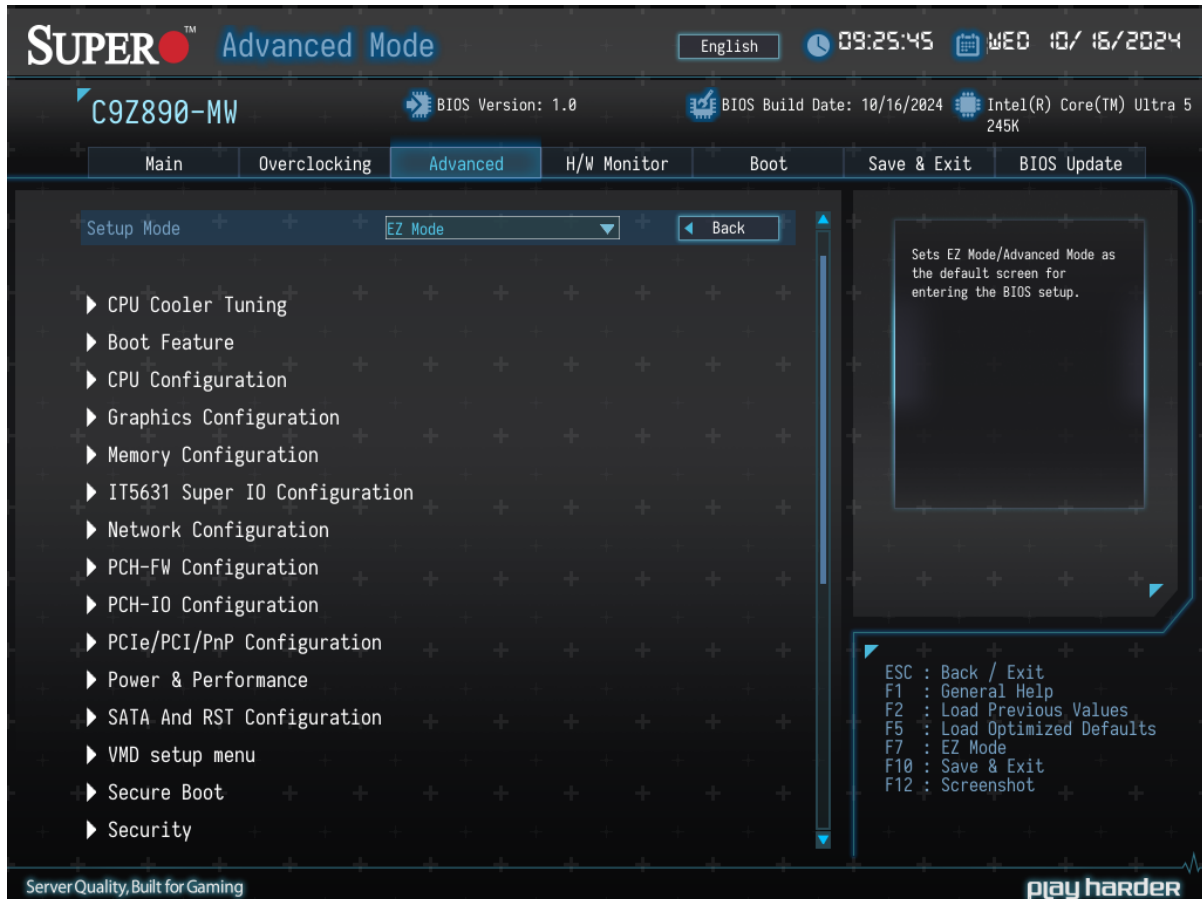 SUPER™ Advanced Mode English 09:25:45 WED 10/16/2024
C9Z890-MW BIOS Version: 1.0 BIOS Build Date: 10/16/2024 Intel(R) Core(TM) Ultra 5
245K
Main Overclocking Advanced H/W Monitor Boot Save & Exit BIOS Update
Setup Mode EZ Mode Back
CPU Cooler Tuning
Boot Feature
CPU Configuration
Graphics Configuration
Memory Configuration
IT5631 Super IO Configuration
Network Configuration
PCH-FW Configuration
PCH-IO Configuration
PCIe/PCI/PnP Configuration
Power & Performance
SATA And RST Configuration
VMD setup menu
Secure Boot
Security
Sets EZ Mode/Advanced Mode as
the default screen for
entering the BIOS setup.
ESC : Back / Exit
F1 : General Help
F2 : Load Previous Values
F5 : Load Optimized Defaults
F7 : EZ Mode
F10 : Save & Exit
F12 : Screenshot
Server Quality, Built for Gaming
play harder